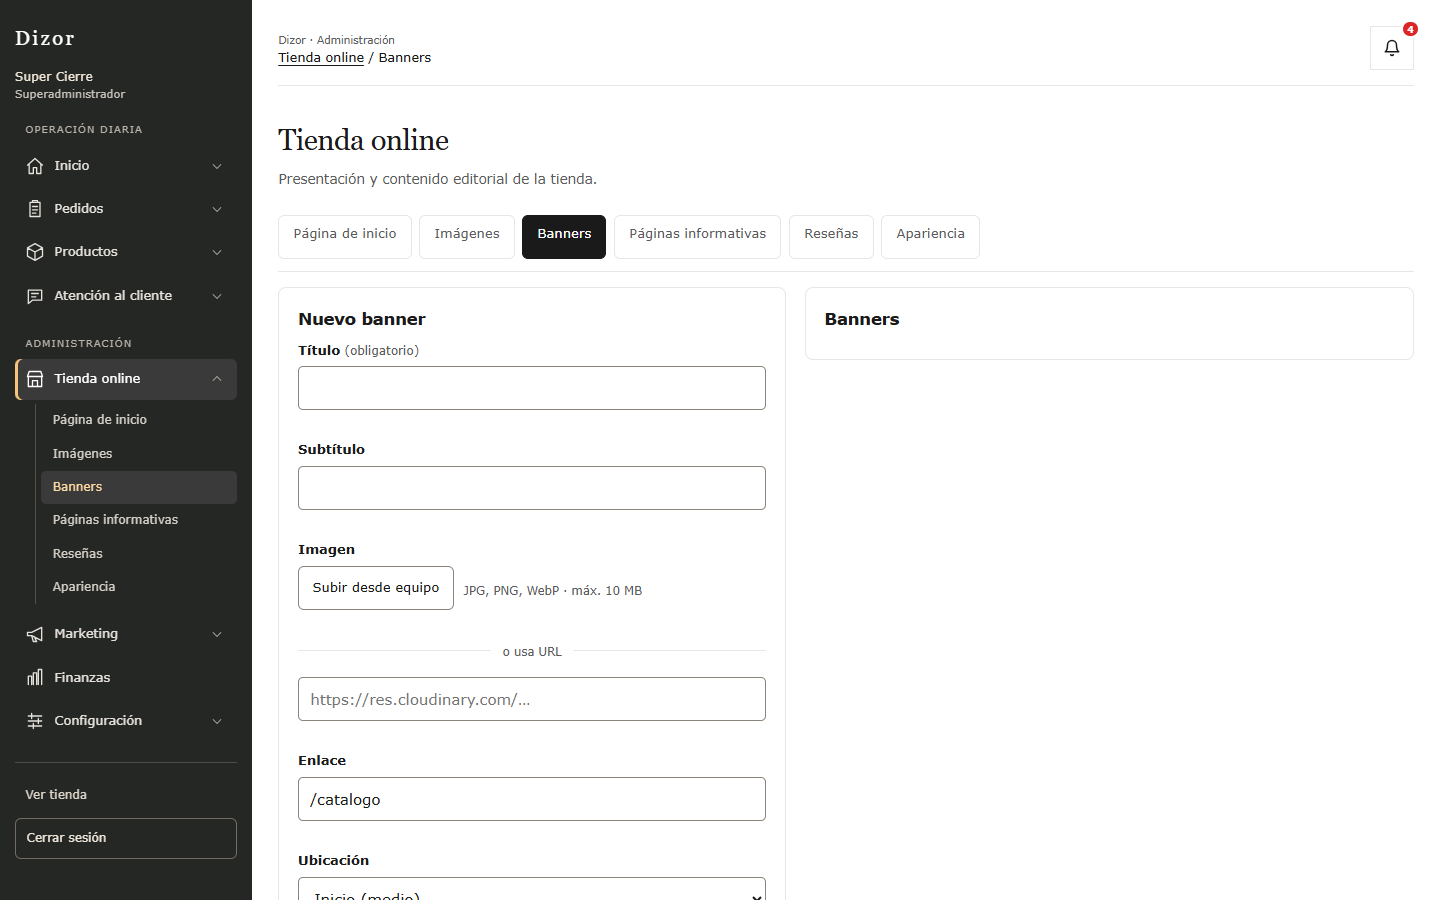 Dizor
Super Cierre
Superadministrador
OPERACIÓN DIARIA
Inicio
Pedidos
Productos
Atención al cliente
ADMINISTRACIÓN
Tienda online
Página de inicio
Imágenes
Banners
Páginas informativas
Reseñas
Apariencia
Marketing
Finanzas
Configuración
Ver tienda
Cerrar sesión
Dizor · Administración
Tienda online / Banners
4
Tienda online
Presentación y contenido editorial de la tienda.
Página de inicio
Imágenes
Banners
Páginas informativas
Reseñas
Apariencia
Nuevo banner
Título (obligatorio)
Subtítulo
Imagen
Subir desde equipo
JPG, PNG, WebP · máx. 10 MB
o usa URL
https://res.cloudinary.com/...
Enlace
/catalogo
Ubicación
Inicio (medio)
Banners